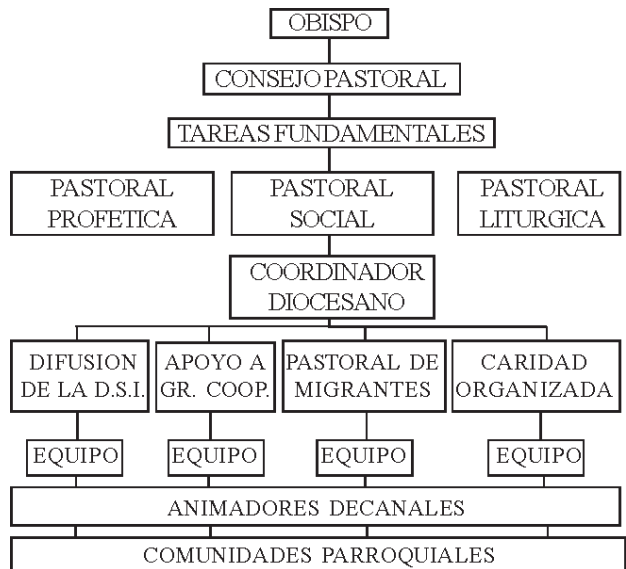 OBISPO
CONSEJO PASTORAL
TAREAS FUNDAMENTALES
PASTORAL
PROFETICA
PASTORAL
SOCIAL
PASTORAL
LITURGICA
COORDINADOR
DIOCESANO
DIFUSION
DE LA D.S.I.
APOYO A
GR. COOP.
PASTORAL DE
MIGRANTES
CARIDAD
ORGANIZADA
EQUIPO
EQUIPO
EQUIPO
EQUIPO
ANIMADORES DECANALES
COMUNIDADES PARROQUIALES